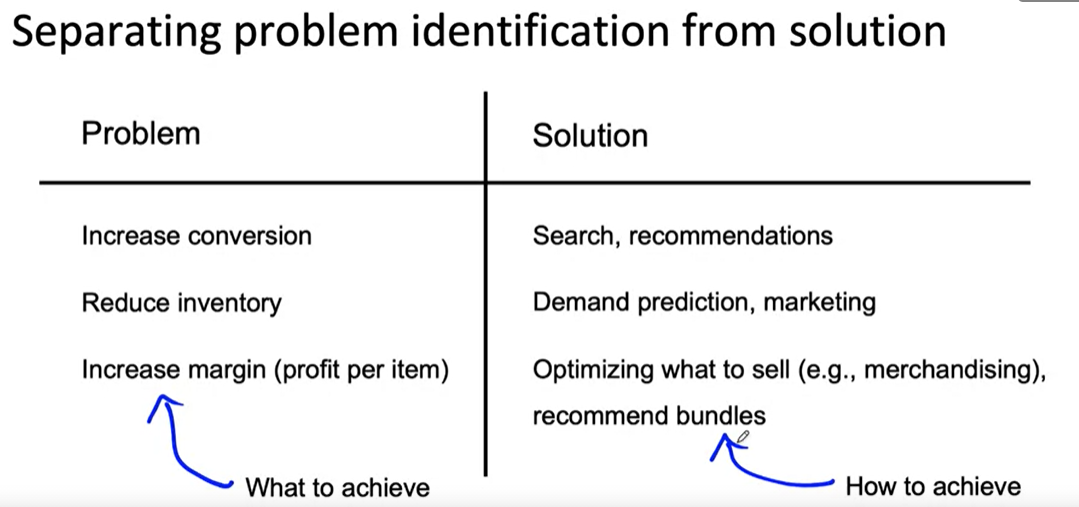 Separating problem identification from solution
Problem
Solution
Increase conversion
Search, recommendations
Reduce inventory
Demand prediction, marketing
Increase margin (profit per item)
Optimizing what to sell (e.g., merchandising),
recommend bundles
What to achieve
How to achieve